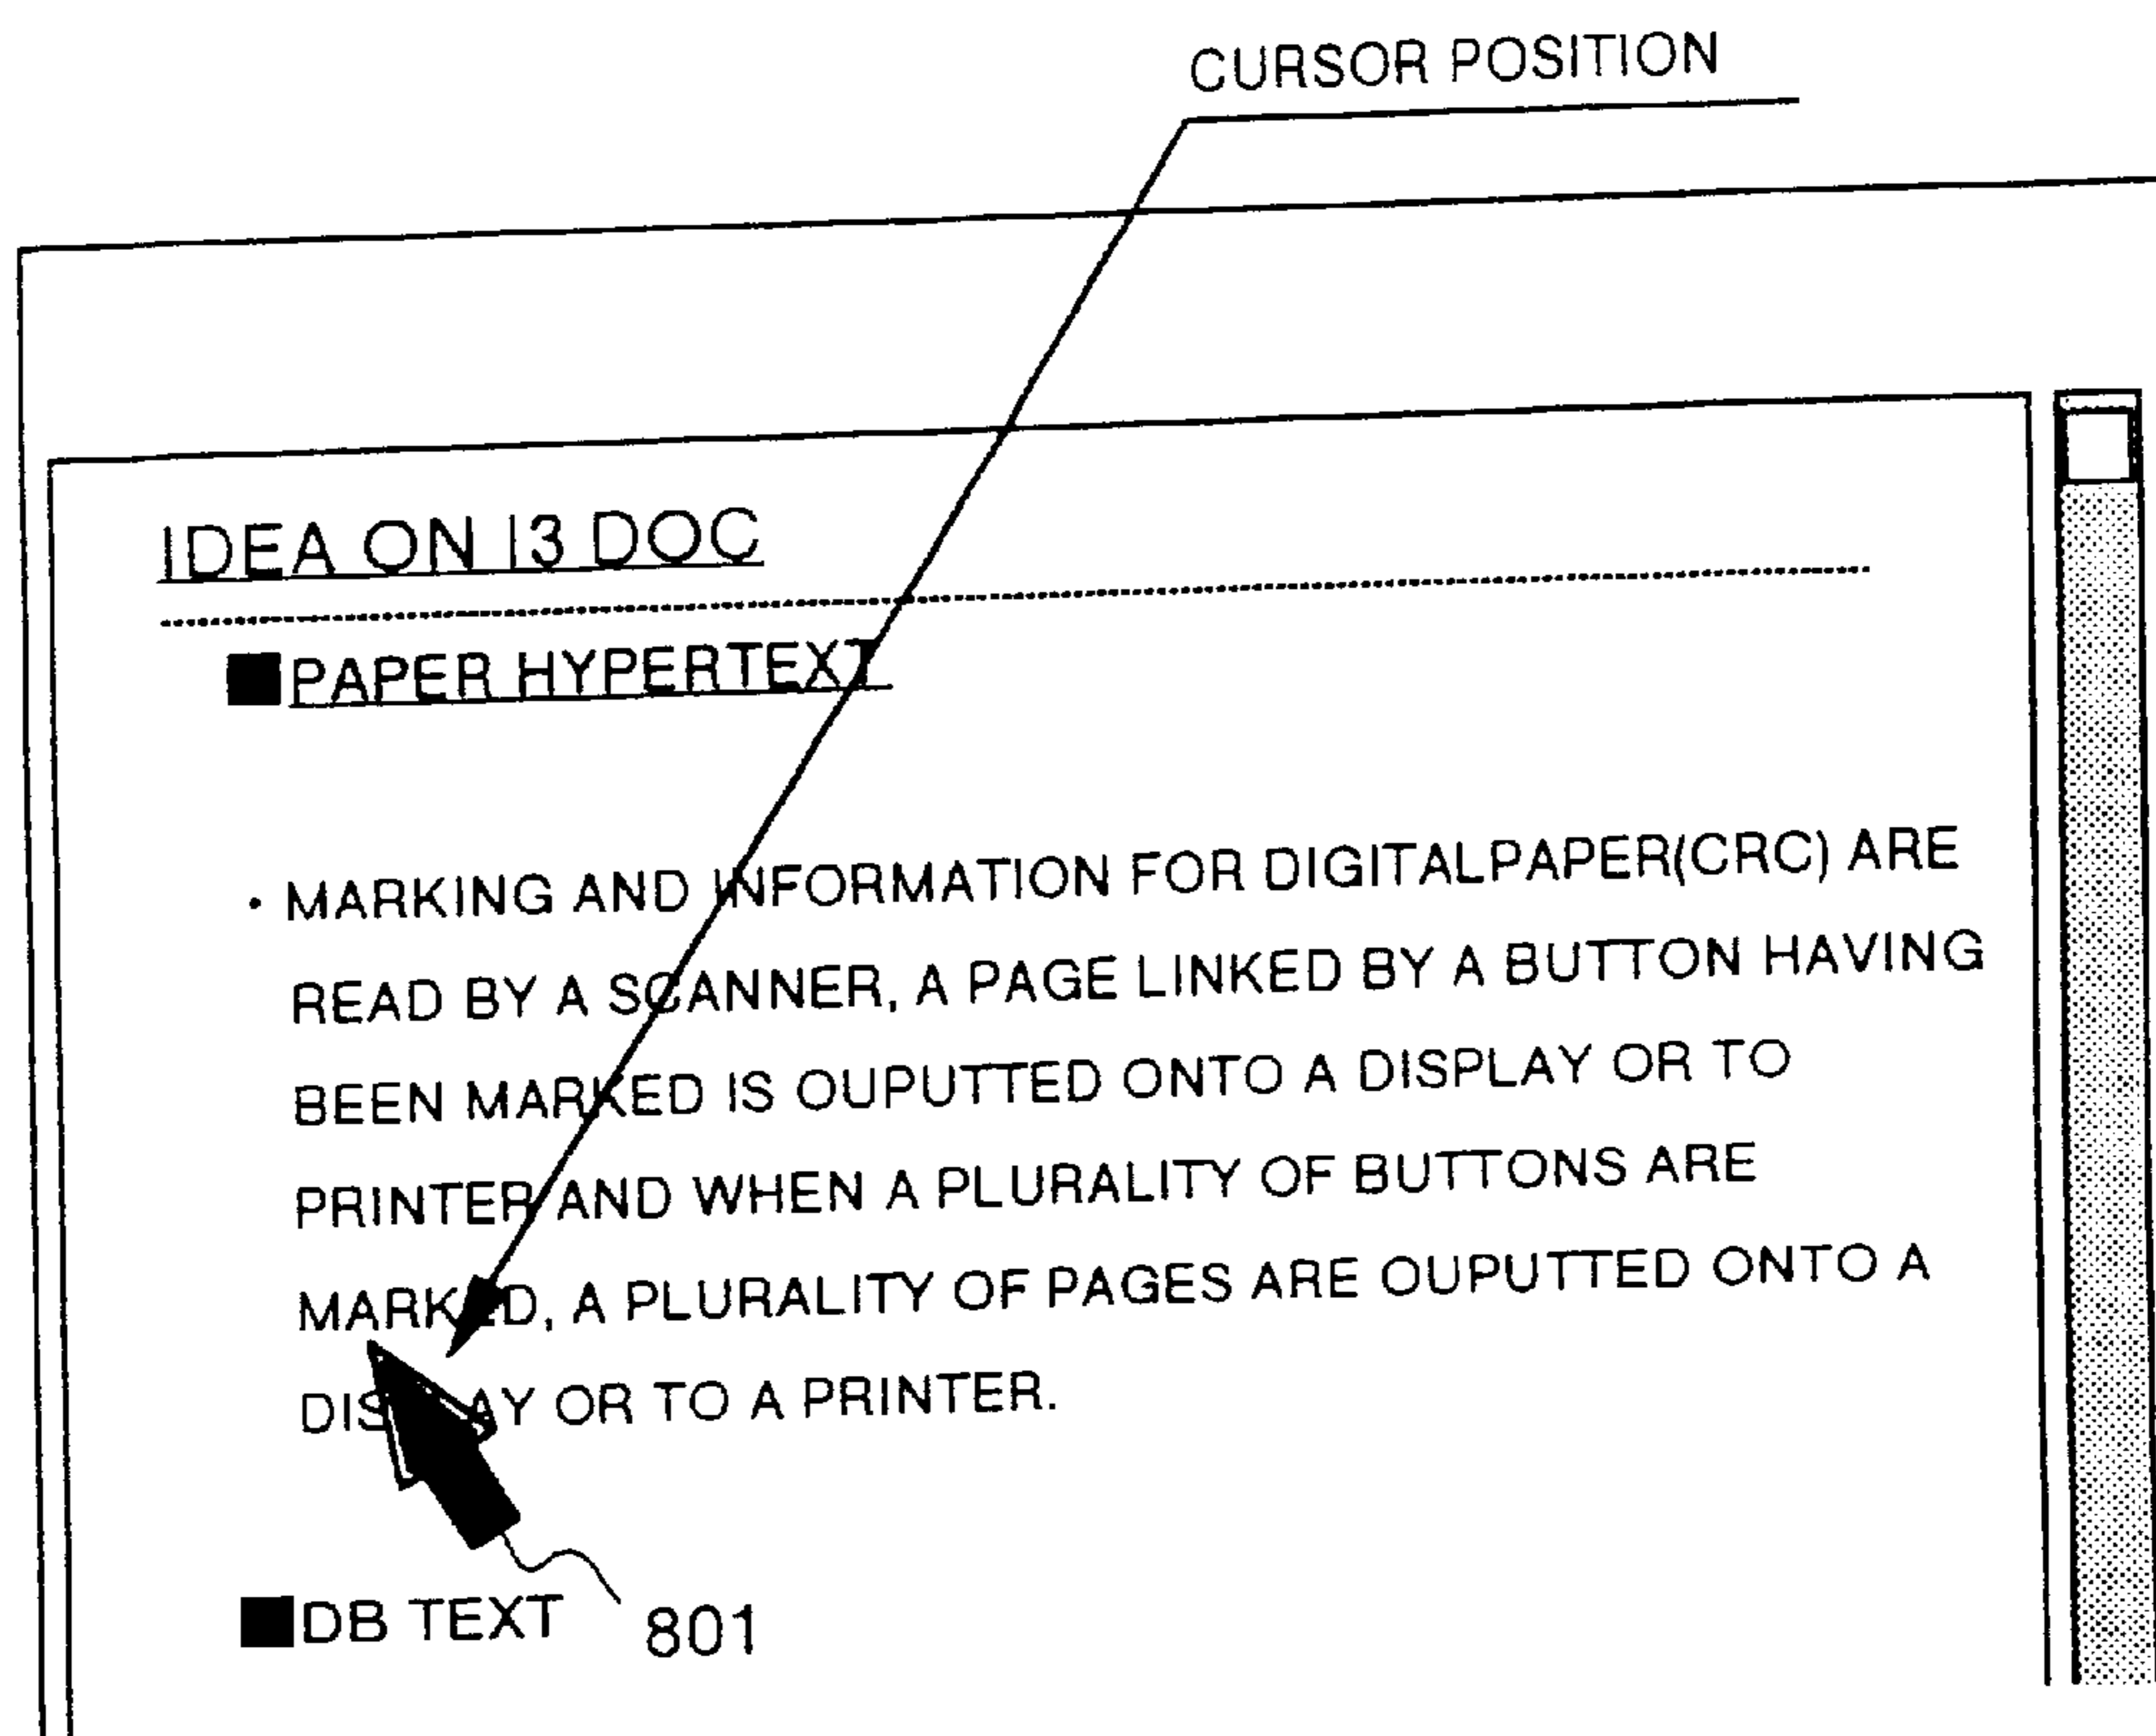 CURSOR POSITION
IDEA ON I3 DOC
■PAPER HYPERTEXT
· MARKING AND INFORMATION FOR DIGITALPAPER(CRC) ARE
READ BY A SCANNER, A PAGE LINKED BY A BUTTON HAVING
BEEN MARKED IS OUPUTTED ONTO A DISPLAY OR TO
PRINTER AND WHEN A PLURALITY OF BUTTONS ARE
MARKED, A PLURALITY OF PAGES ARE OUPUTTED ONTO A
DISPLAY OR TO A PRINTER.
■DB TEXT
801